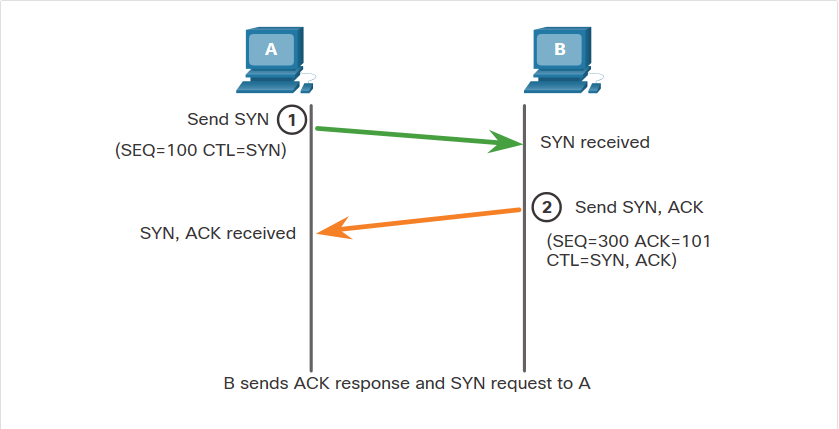 A
B
Send SYN 1
(SEQ=100 CTL=SYN)
SYN received
2 Send SYN, ACK
SYN, ACK received
(SEQ=300 ACK=101
CTL=SYN, ACK)
B sends ACK response and SYN request to A